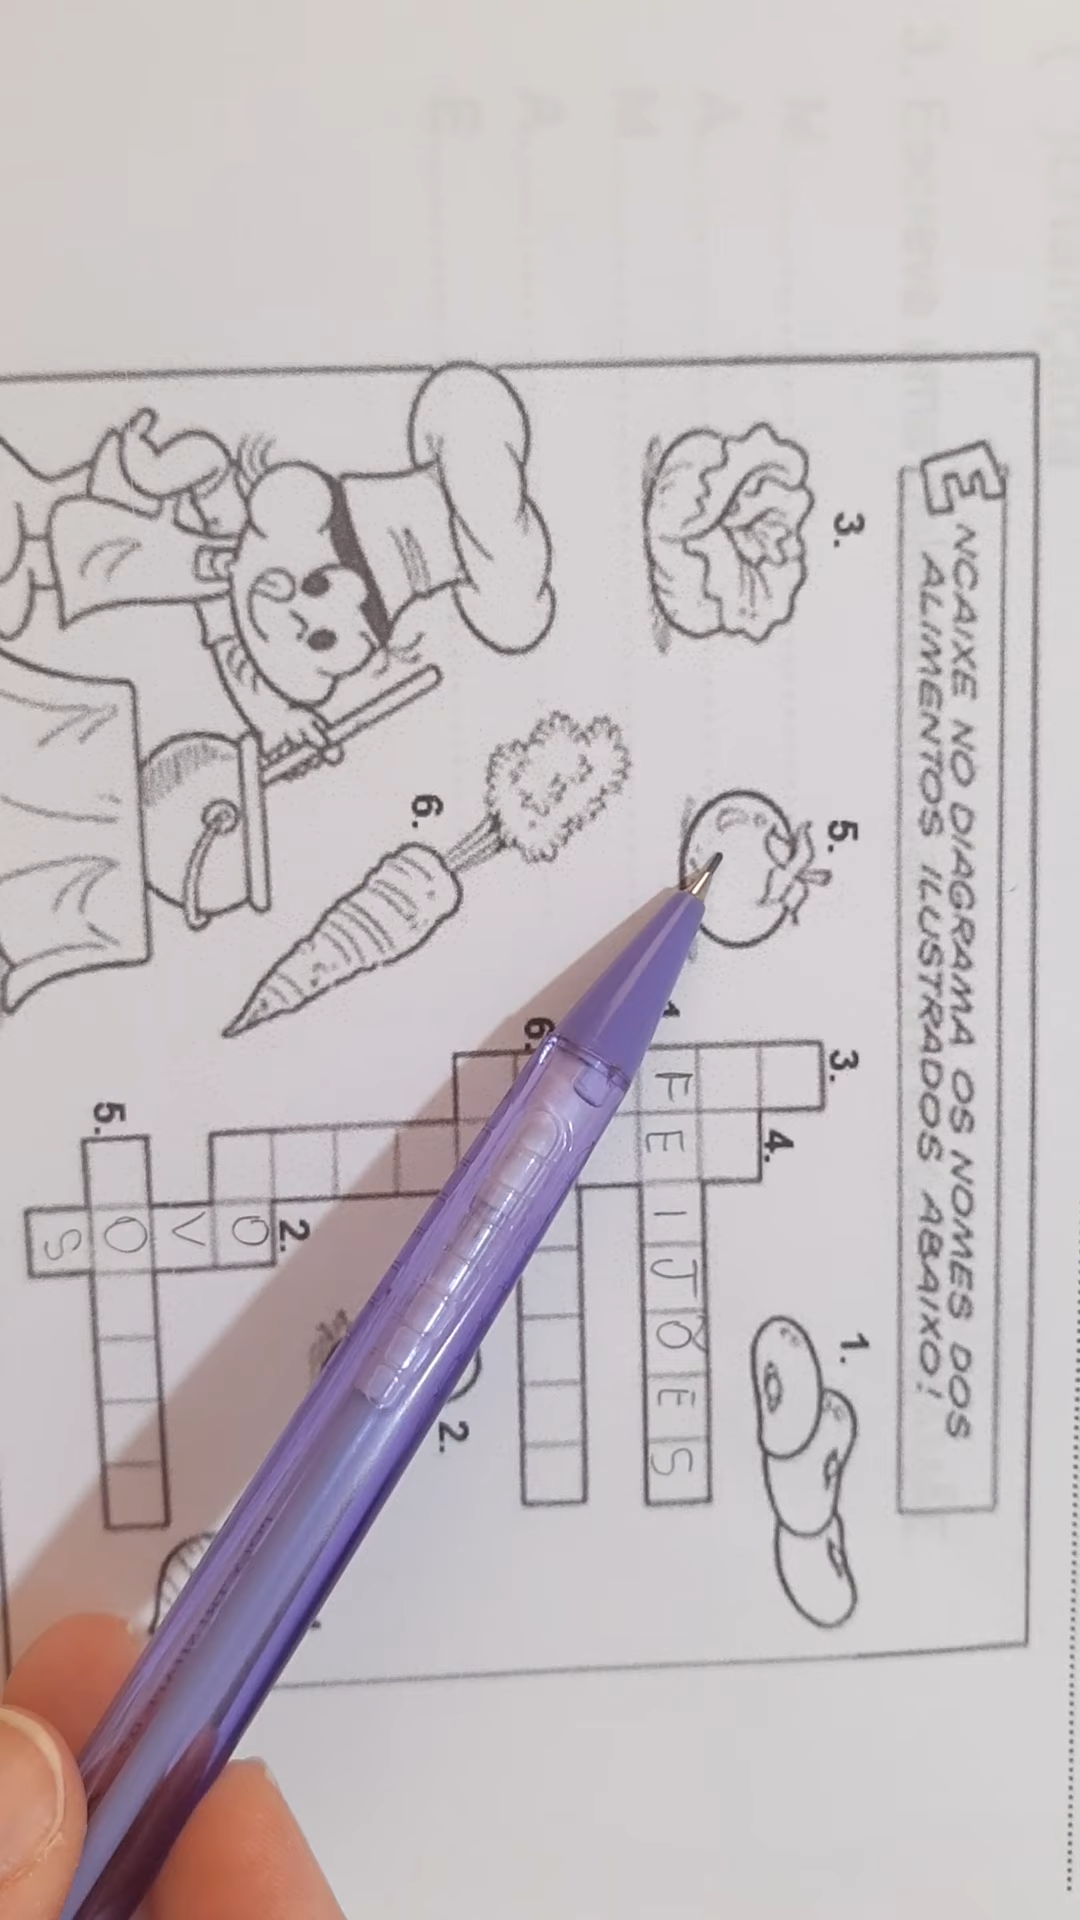 ENCAIXE NO DIAGRAMA OS NOMES DOS
ALIMENTOS ILUSTRADOS ABAIXO!
3.
5.
1.
6.
2.
3.
4.
6.
2.
5.
FEIJÕES
OVOS